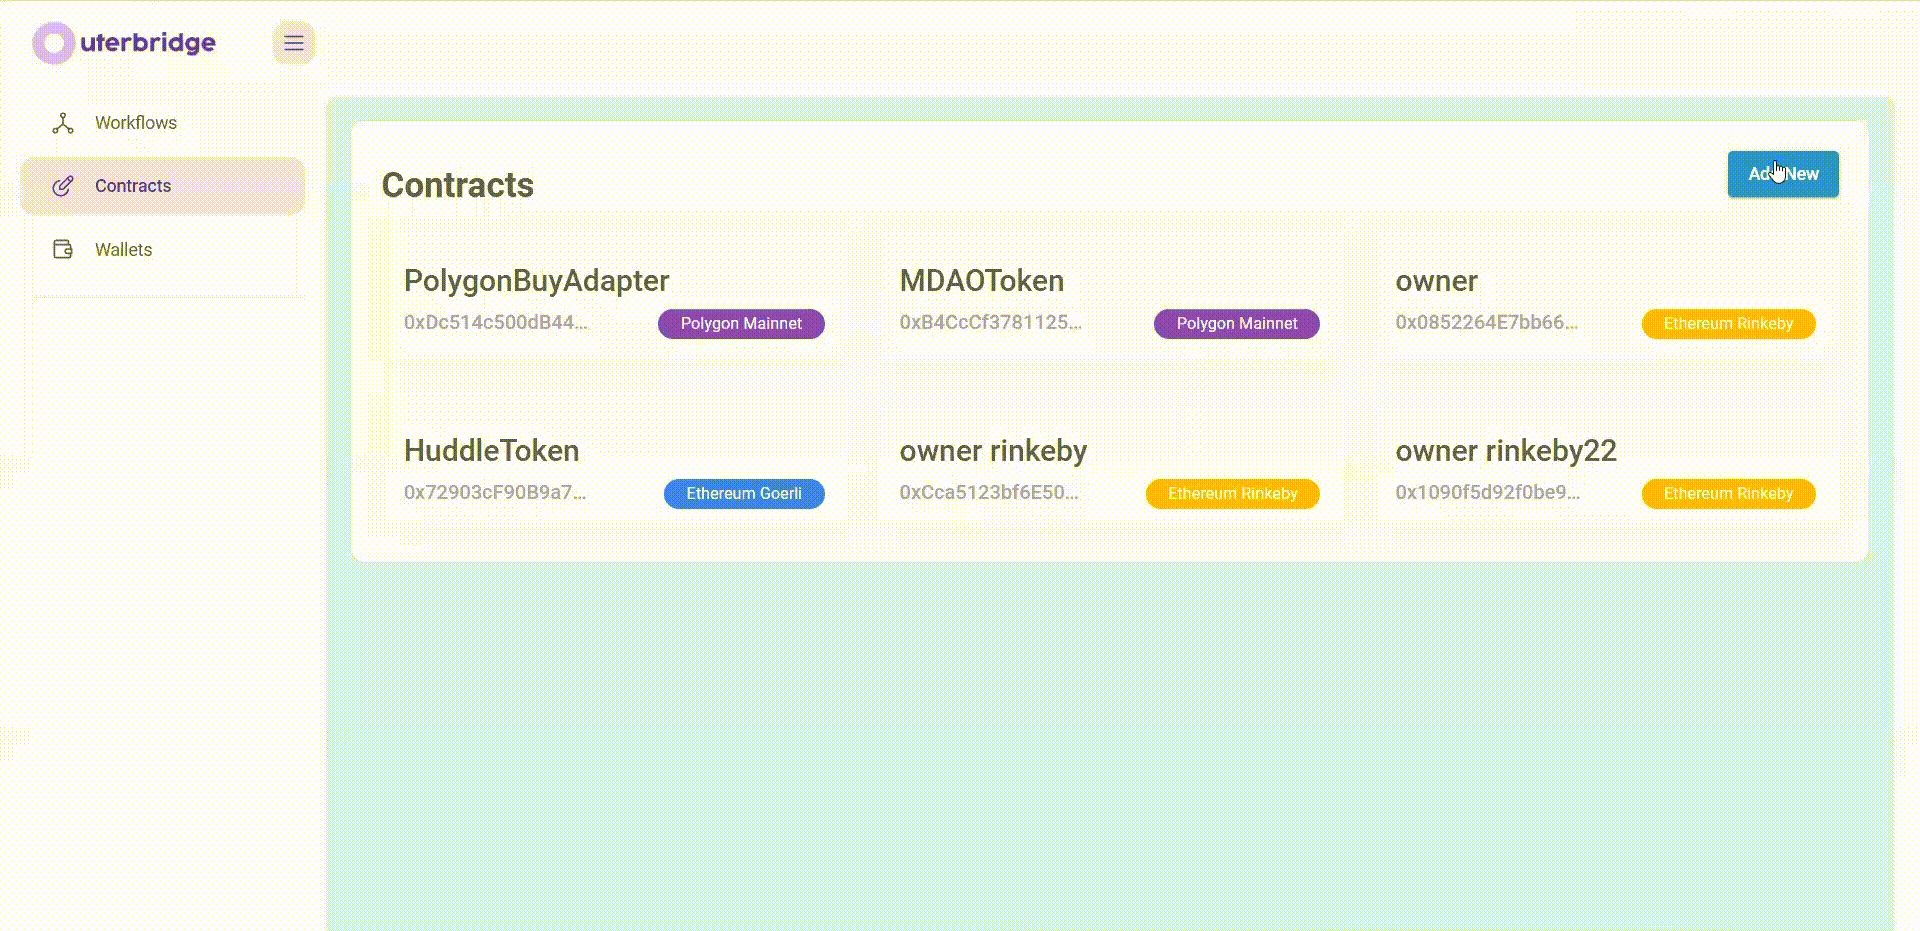 uterbridge
Workflows
Contracts
Wallets
Contracts
Add New
PolygonBuyAdapter
0xDc514c500dB44...
Polygon Mainnet
MDAOToken
0xB4CcCf3781125...
Polygon Mainnet
owner
0x0852264E7bb66...
Ethereum Rinkeby
HuddleToken
0x72903cF90B9a7...
Ethereum Goerli
owner rinkeby
0xCca5123bf6E50...
Ethereum Rinkeby
owner rinkeby22
0x1090f5d92f0be9...
Ethereum Rinkeby